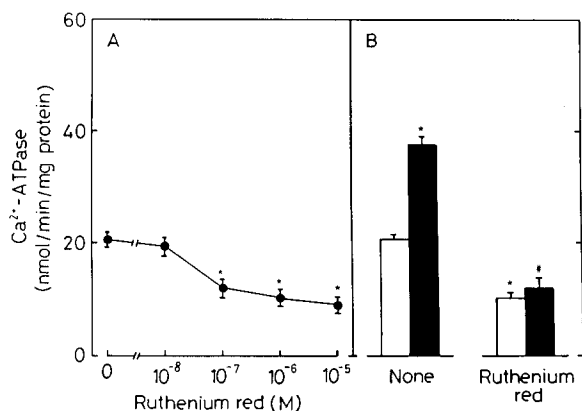 A
B
Ca²⁺-ATPase
(nmol/min/mg protein)
60
40
20
0
*
*
*
*
*
#
0
10⁻⁸
10⁻⁷
10⁻⁶
10⁻⁵
Ruthenium red (M)
None
Ruthenium
red